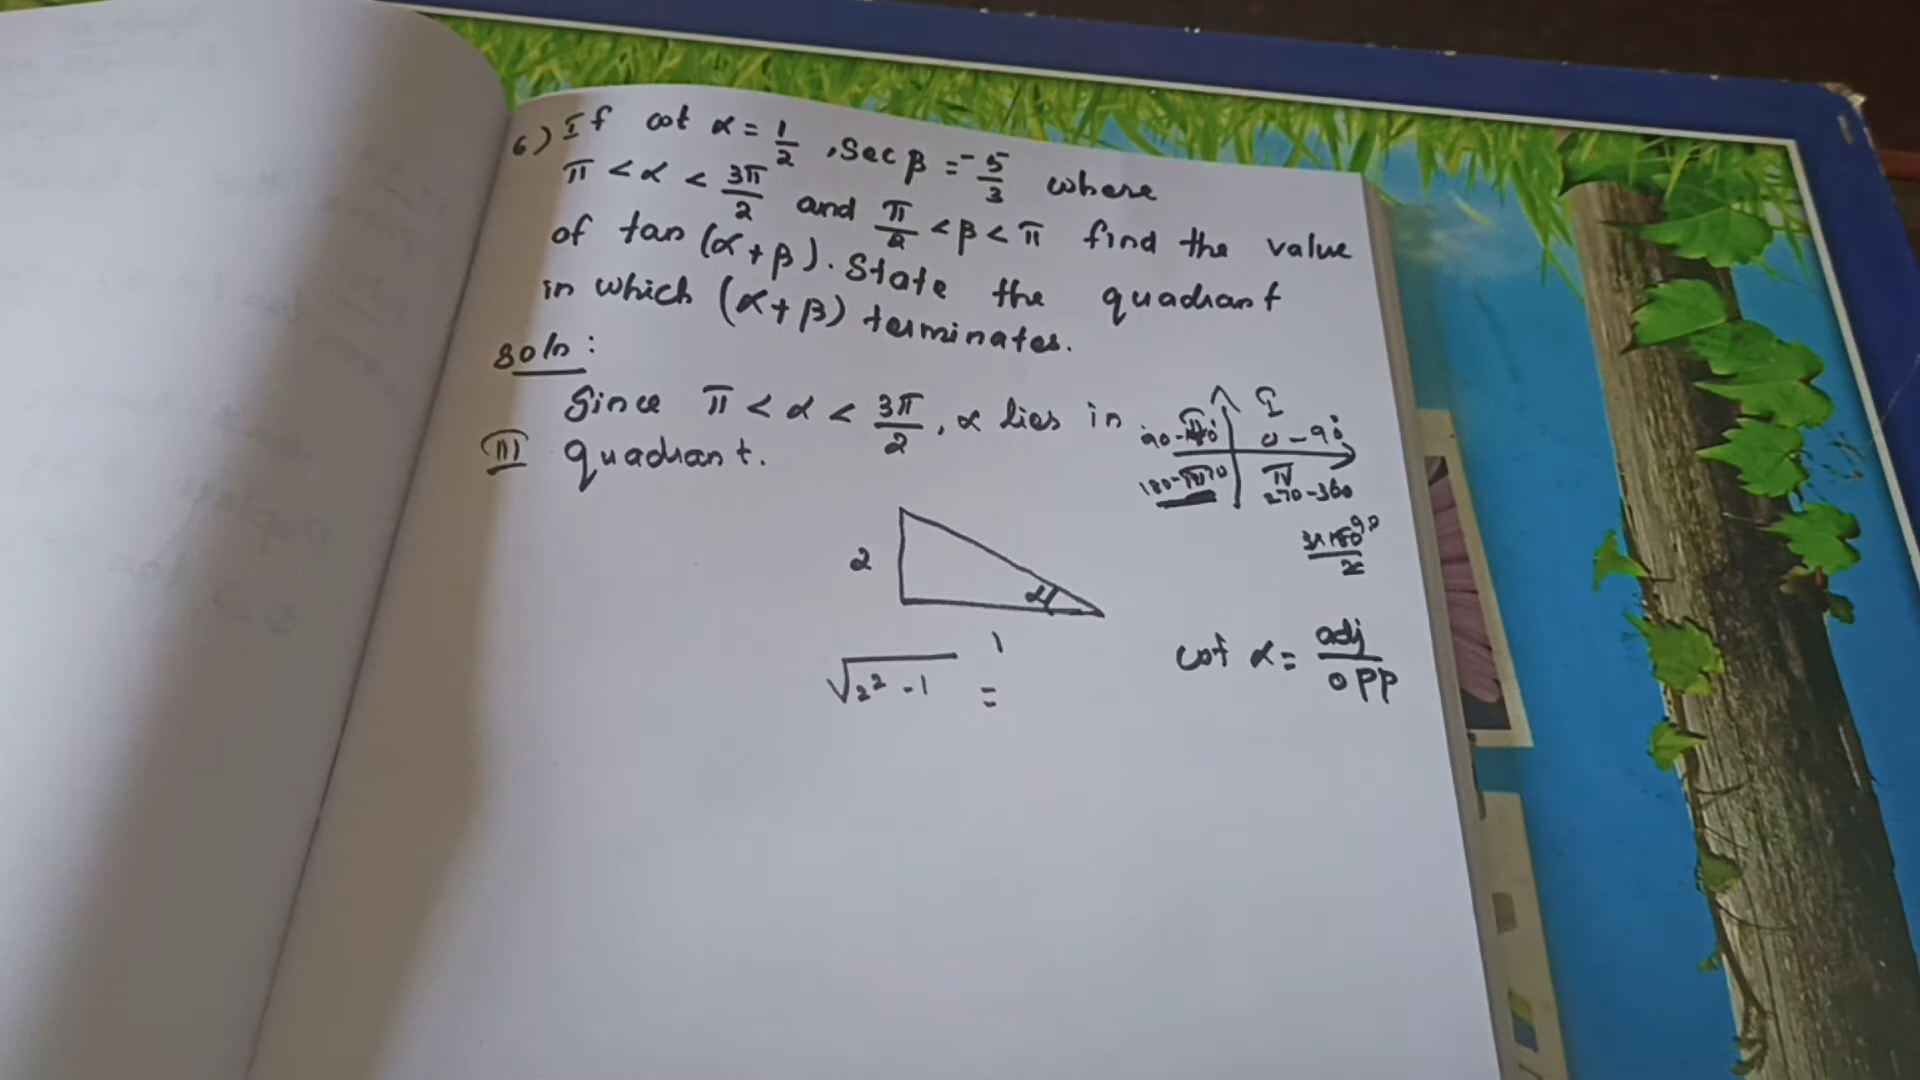 6) If cot α = 1/2 , sec β = -5/3 where
π < α < 3π/2 and π/2 < β < π find the value
of tan (α + β). State the quadrant
in which (α + β) terminates.
Soln:
Since π < α < 3π/2, α lies in
III quadrant.
I
0 - 90
IV
270 - 360
2
α
1
cot α = adj/opp
√2² - 1 =